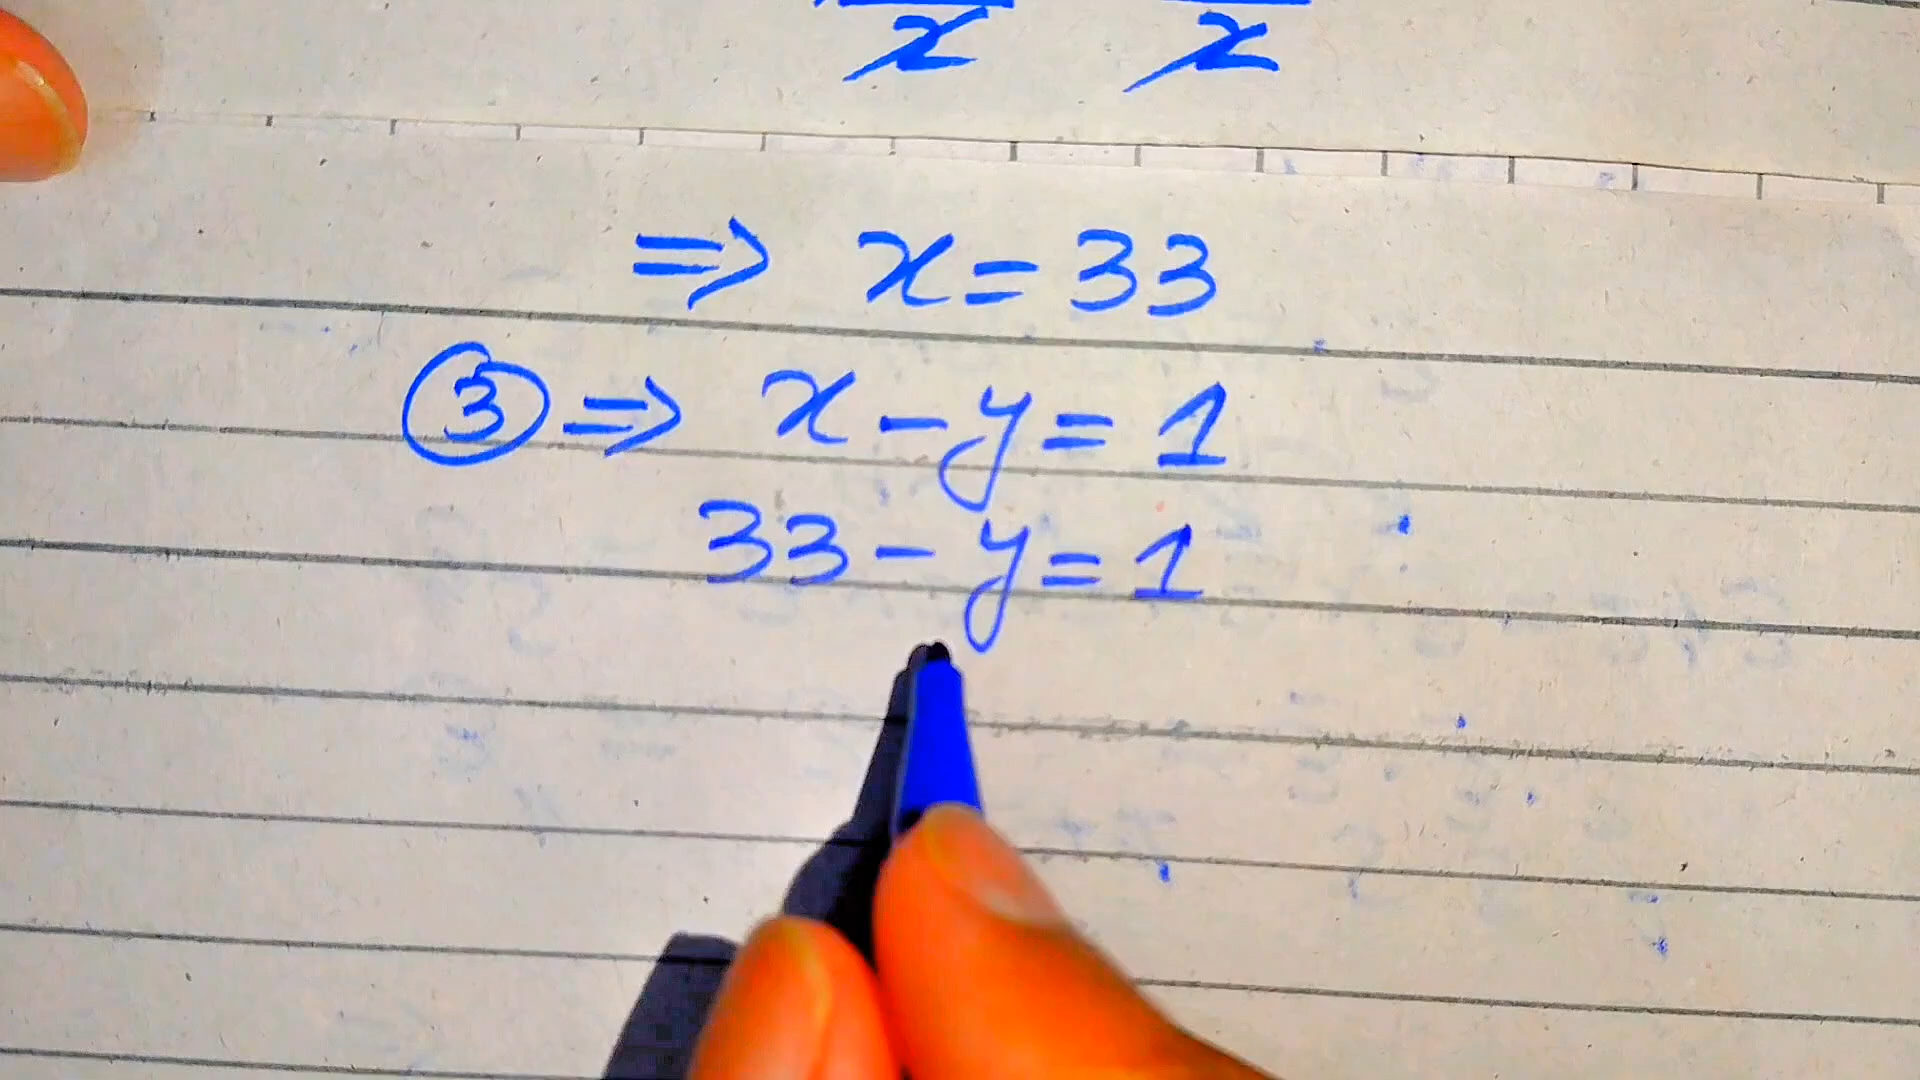 x x
⇒ x = 33
③ ⇒ x - y = 1
33 - y = 1